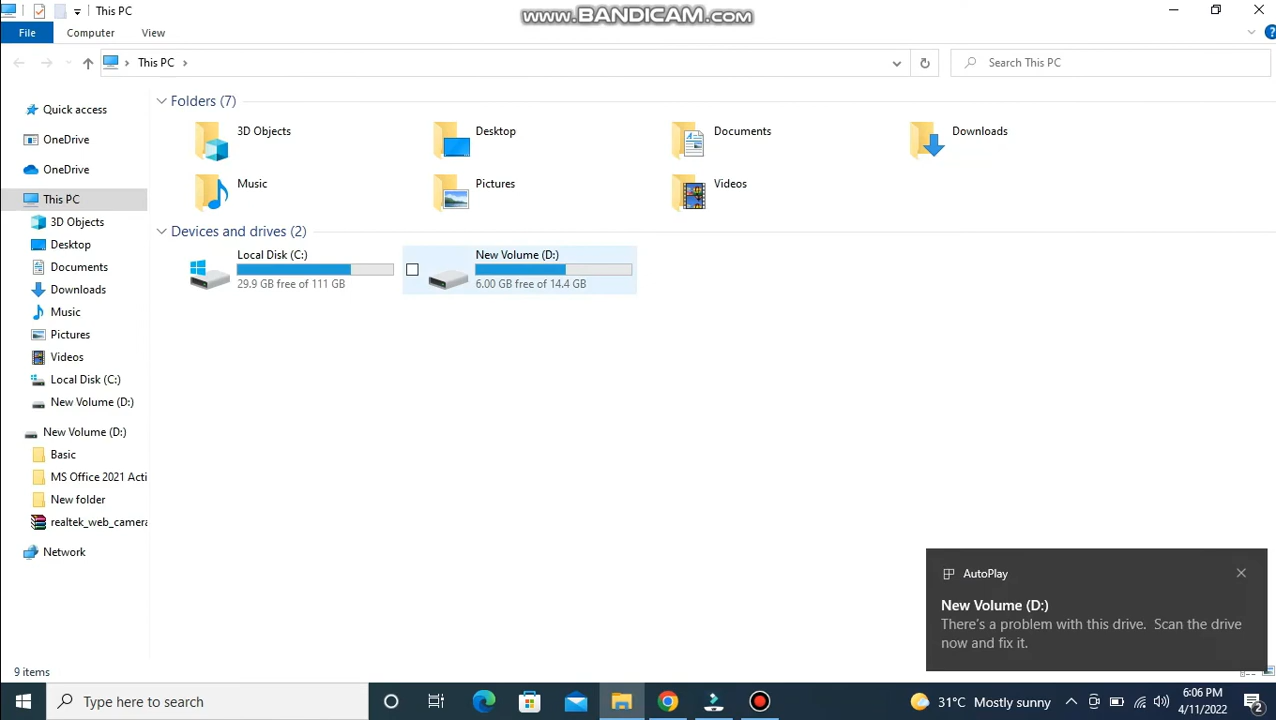 This PC
www.BANDICAM.com
File
Computer
View
This PC
Search This PC
Quick access
OneDrive
OneDrive
This PC
3D Objects
Desktop
Documents
Downloads
Music
Pictures
Videos
Local Disk (C:)
New Volume (D:)
New Volume (D:)
Basic
MS Office 2021 Acti
New folder
realtek_web_camera
Network
Folders (7)
3D Objects
Desktop
Documents
Downloads
Music
Pictures
Videos
Devices and drives (2)
Local Disk (C:)
29.9 GB free of 111 GB
New Volume (D:)
6.00 GB free of 14.4 GB
AutoPlay
New Volume (D:)
There's a problem with this drive. Scan the drive
now and fix it.
9 items
Type here to search
31°C Mostly sunny
6:06 PM
4/11/2022
2